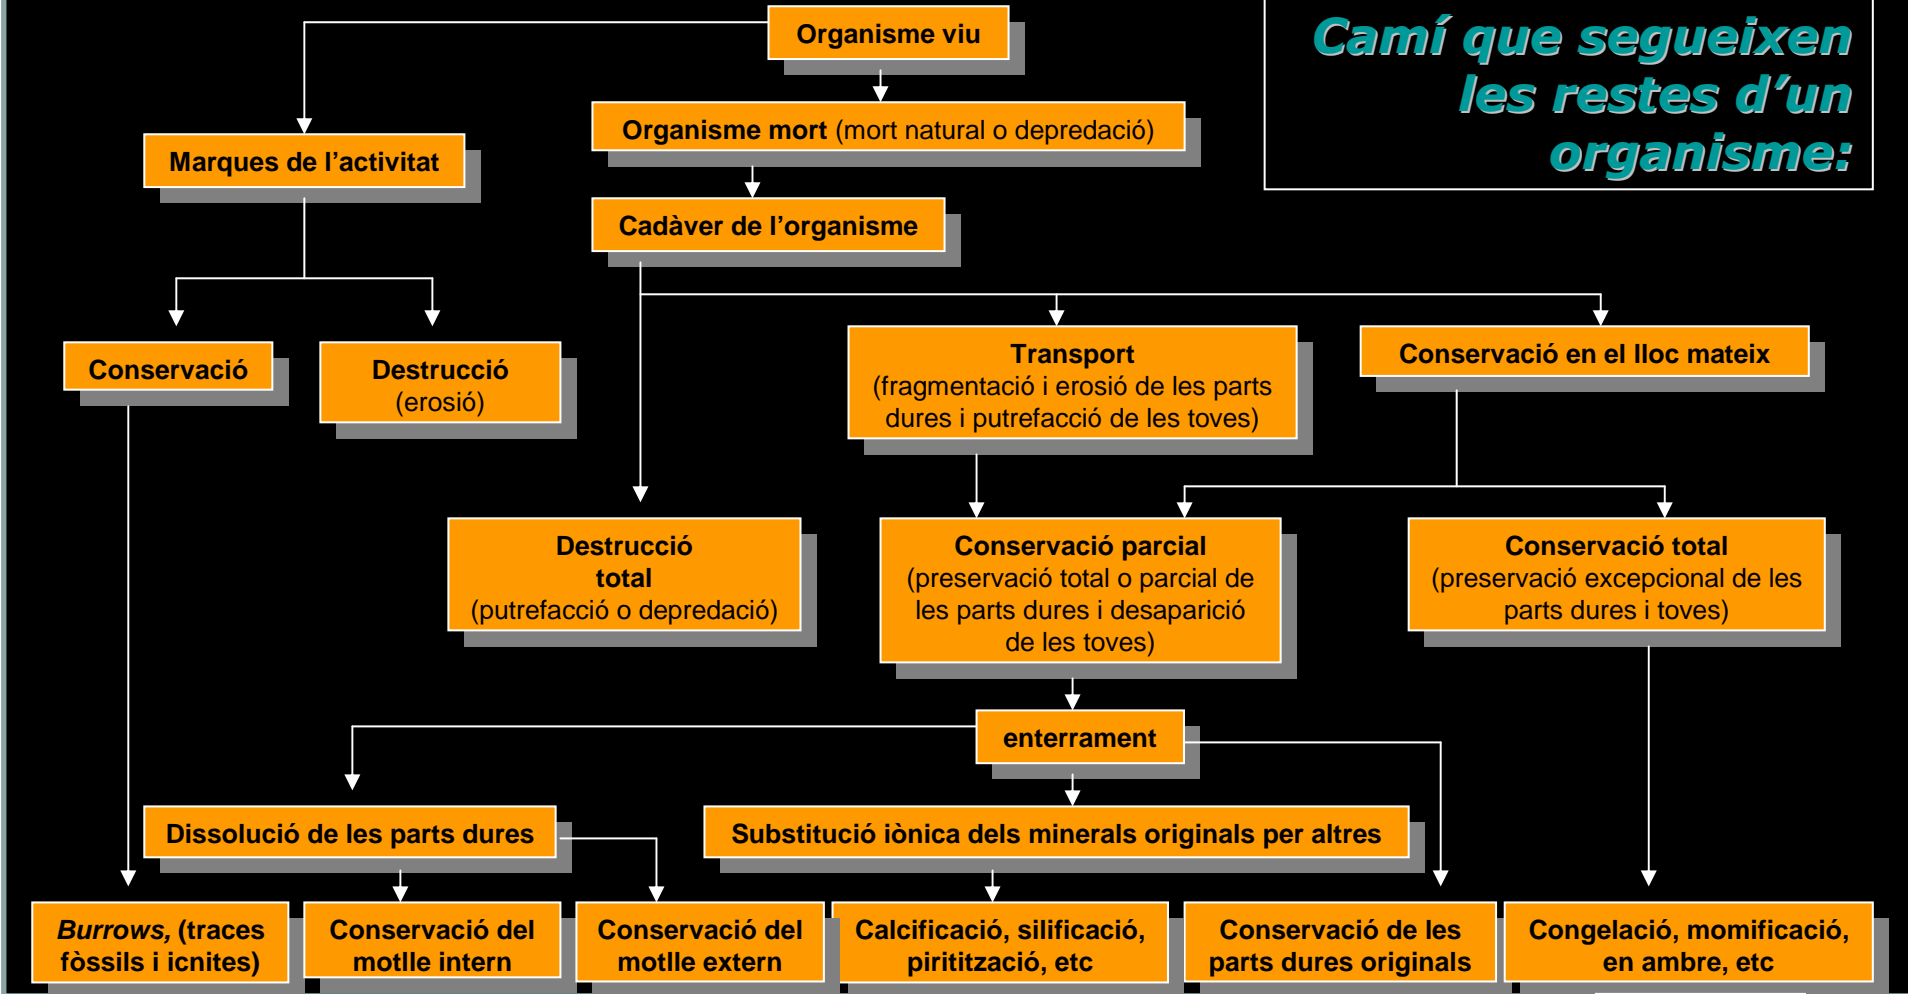 Camí que segueixen
les restes d’un
organisme:
Organisme viu
Organisme mort (mort natural o depredació)
Marques de l’activitat
Cadàver de l’organisme
Conservació
Destrucció
(erosió)
Transport
(fragmentació i erosió de les parts
dures i putrefacció de les toves)
Conservació en el lloc mateix
Destrucció
total
(putrefacció o depredació)
Conservació parcial
(preservació total o parcial de
les parts dures i desaparició
de les toves)
Conservació total
(preservació excepcional de les
parts dures i toves)
enterrament
Dissolució de les parts dures
Substitució iònica dels minerals originals per altres
Burrows, (traces
fòssils i icnites)
Conservació del
motlle intern
Conservació del
motlle extern
Calcificació, silificació,
piritització, etc
Conservació de les
parts dures originals
Congelació, momificació,
en ambre, etc